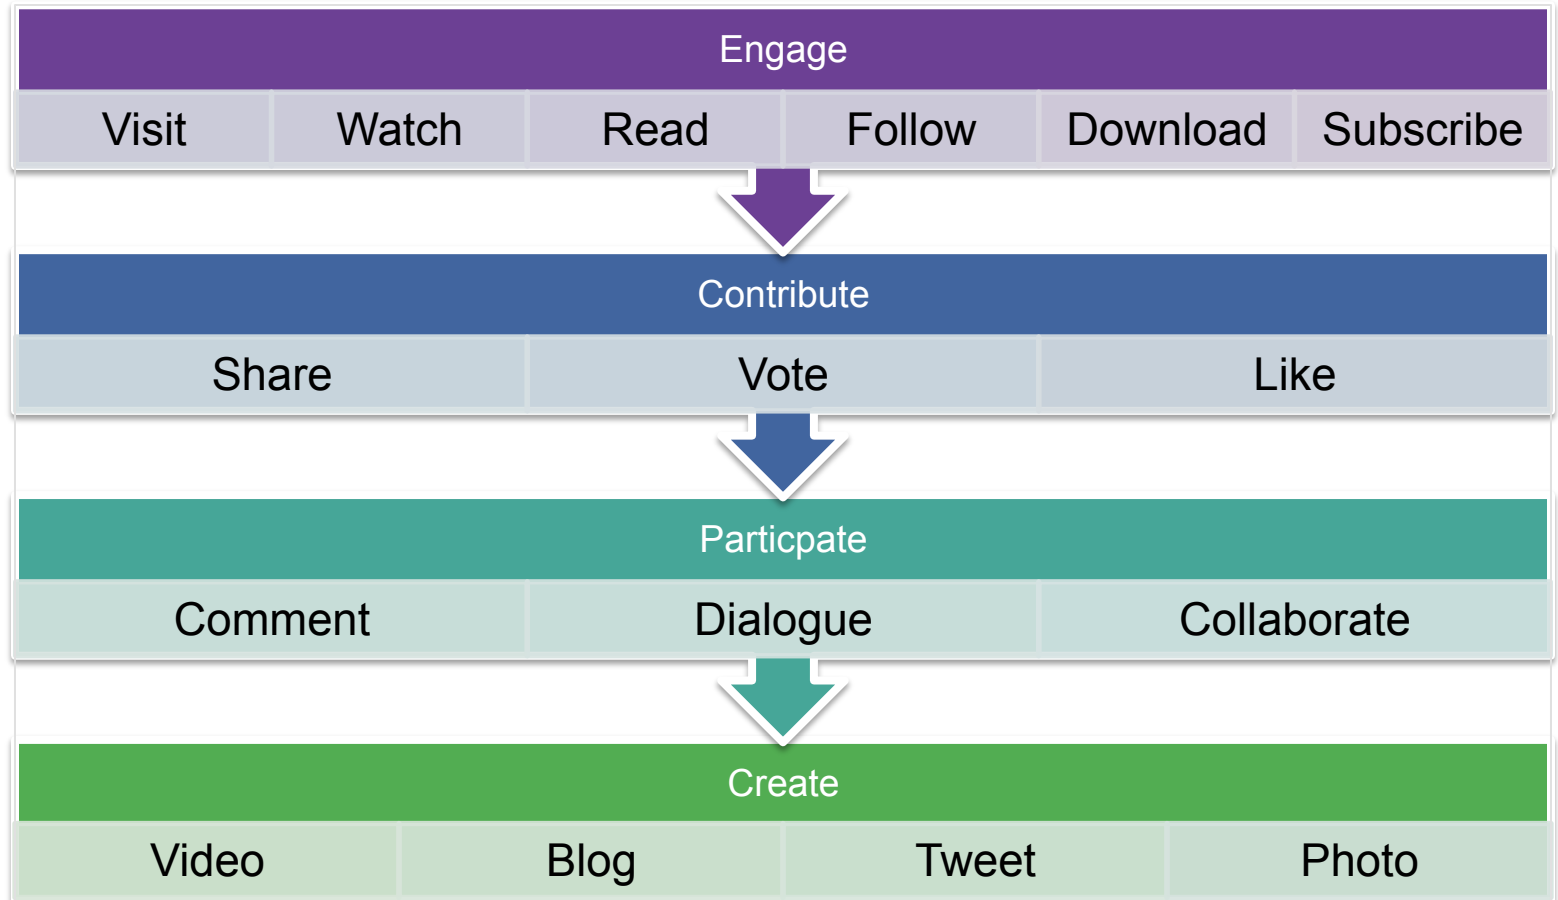 Engage
Visit Watch Read Follow Download Subscribe
Contribute
Share Vote Like
Particpate
Comment Dialogue Collaborate
Create
Video Blog Tweet Photo